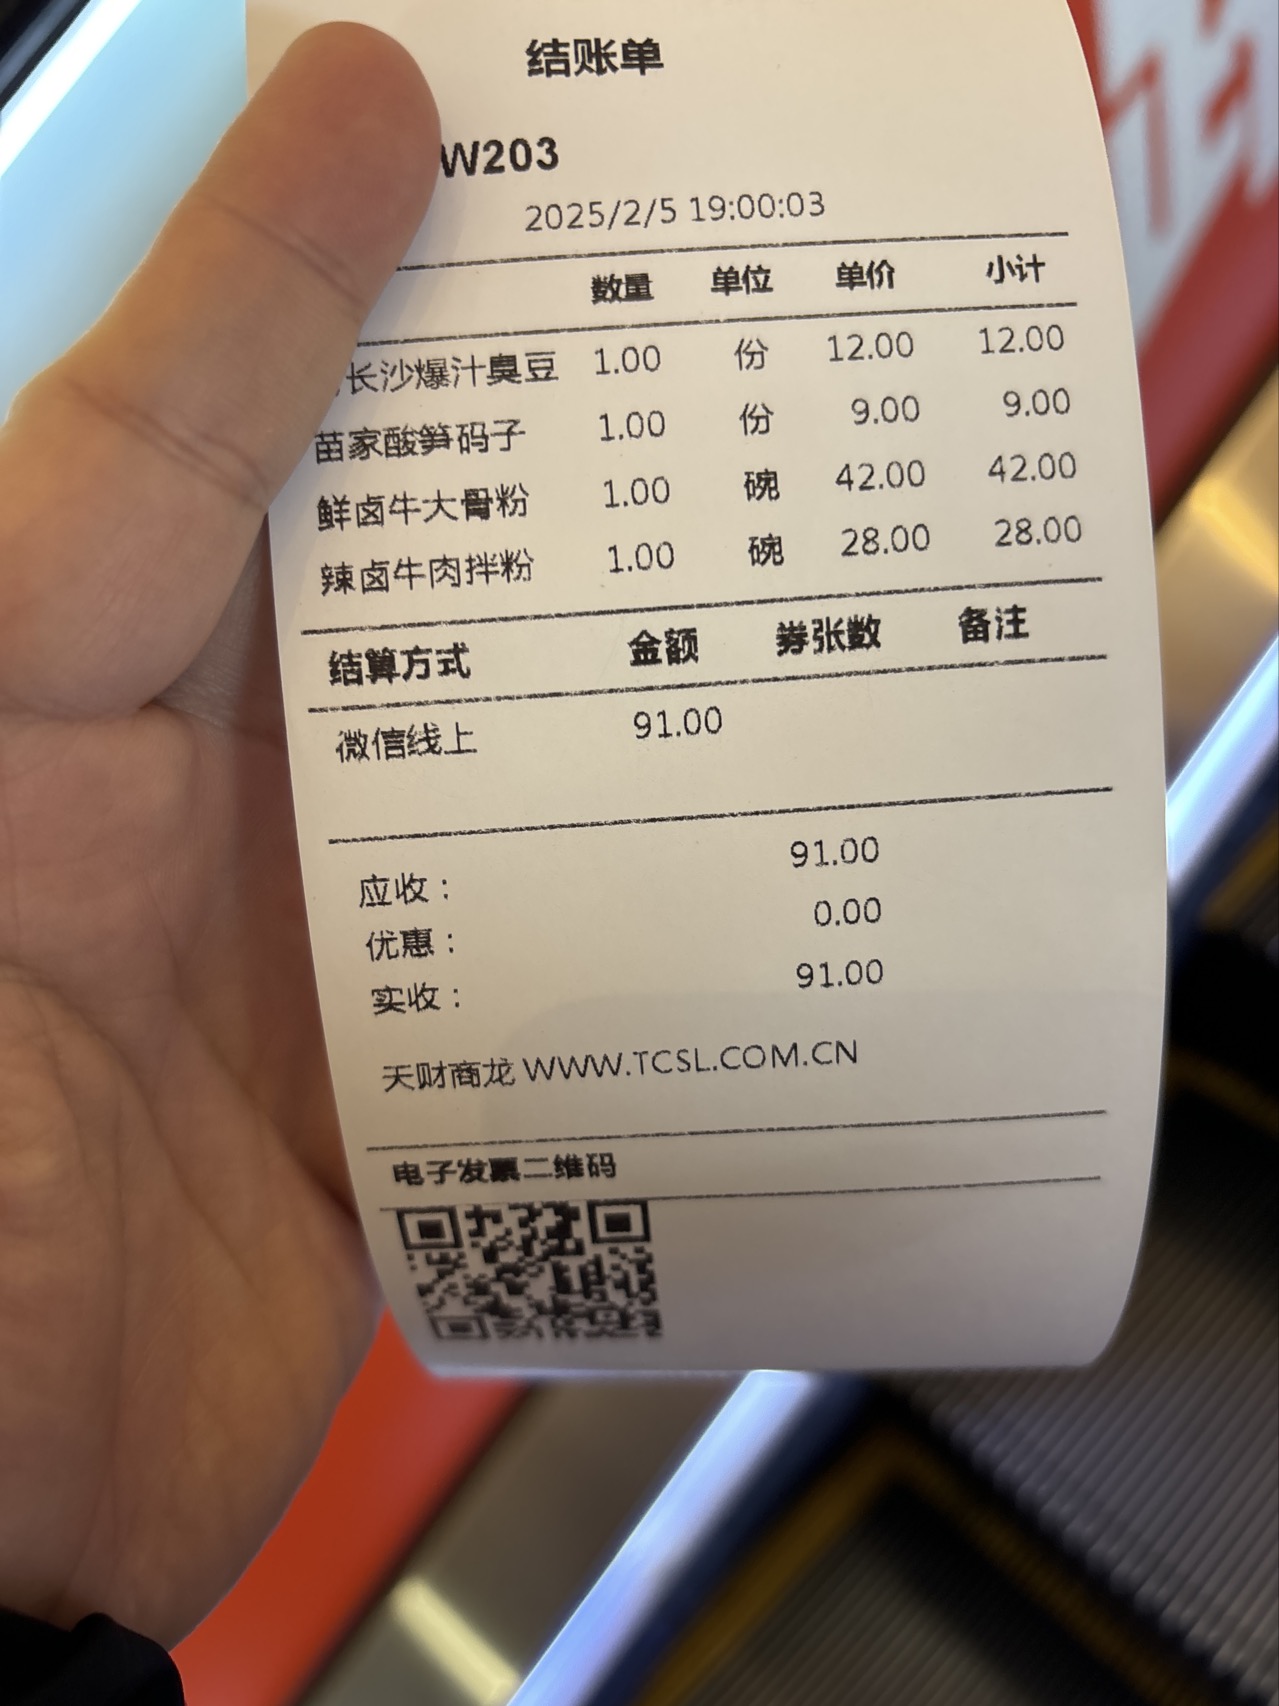 结账单
W203
2025/2/5 19:00:03
数量 单位 单价 小计
长沙爆汁臭豆 1.00 份 12.00 12.00
苗家酸笋码子 1.00 份 9.00 9.00
鲜卤牛大骨粉 1.00 碗 42.00 42.00
辣卤牛肉拌粉 1.00 碗 28.00 28.00
结算方式 金额 券张数 备注
微信线上 91.00
应收： 91.00
优惠： 0.00
实收： 91.00
天财商龙 WWW.TCSL.COM.CN
电子发票二维码